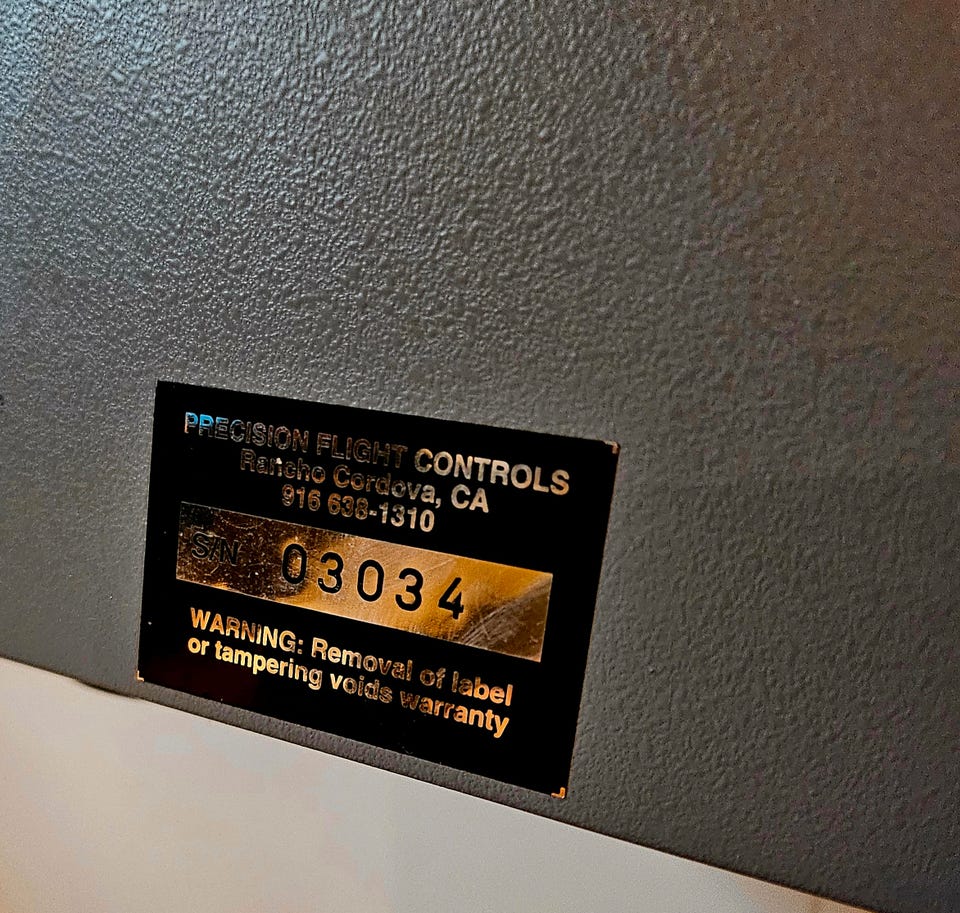 PRECISION FLIGHT CONTROLS
Rancho Cordova, CA
916 638-1310
S/N 03034
WARNING: Removal of label
or tampering voids warranty